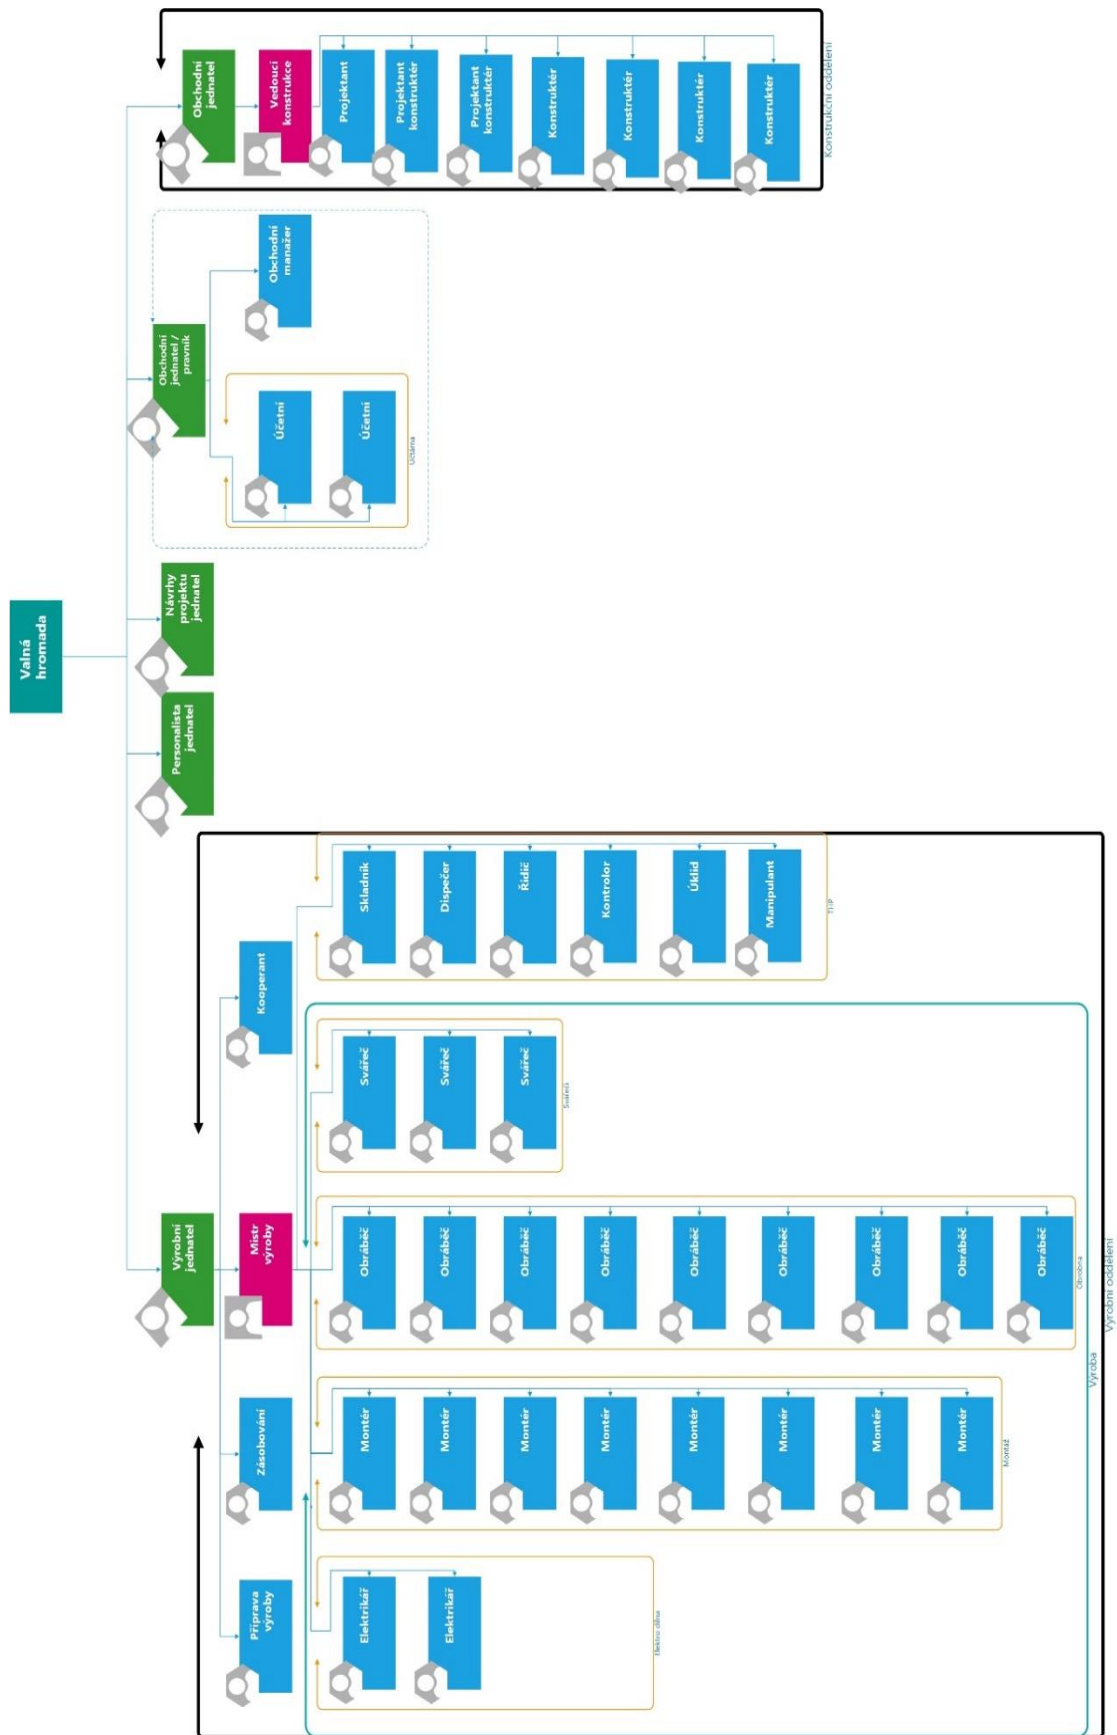 Valná
hromada
Výrobní
jednatel
Personalista
jednatel
Návrhy
projektu
jednatel
Obchodní
jednatel /
pravník
Obchodní
jednatel
Příprava
výroby
Zásobování
Mistr
výroby
Kooperant
Elektrikář
Elektrikář
Elektro dílna
Montér
Montér
Montér
Montér
Montér
Montér
Montér
Montér
Montáž
Obráběč
Obráběč
Obráběč
Obráběč
Obráběč
Obráběč
Obráběč
Obráběč
Obráběč
Obrobna
Svářeč
Svářeč
Svářeč
Svářeči
Výroba
Skladník
Dispečer
Řidič
Kontrolor
Úklid
Manipulant
THP
Výrobní oddělení
Účetní
Účetní
Účtárna
Obchodní
manažer
Vedoucí
konstrukce
Projektant
Projektant
konstruktér
Projektant
konstruktér
Konstruktér
Konstruktér
Konstruktér
Konstruktér
Konstrukční oddělení